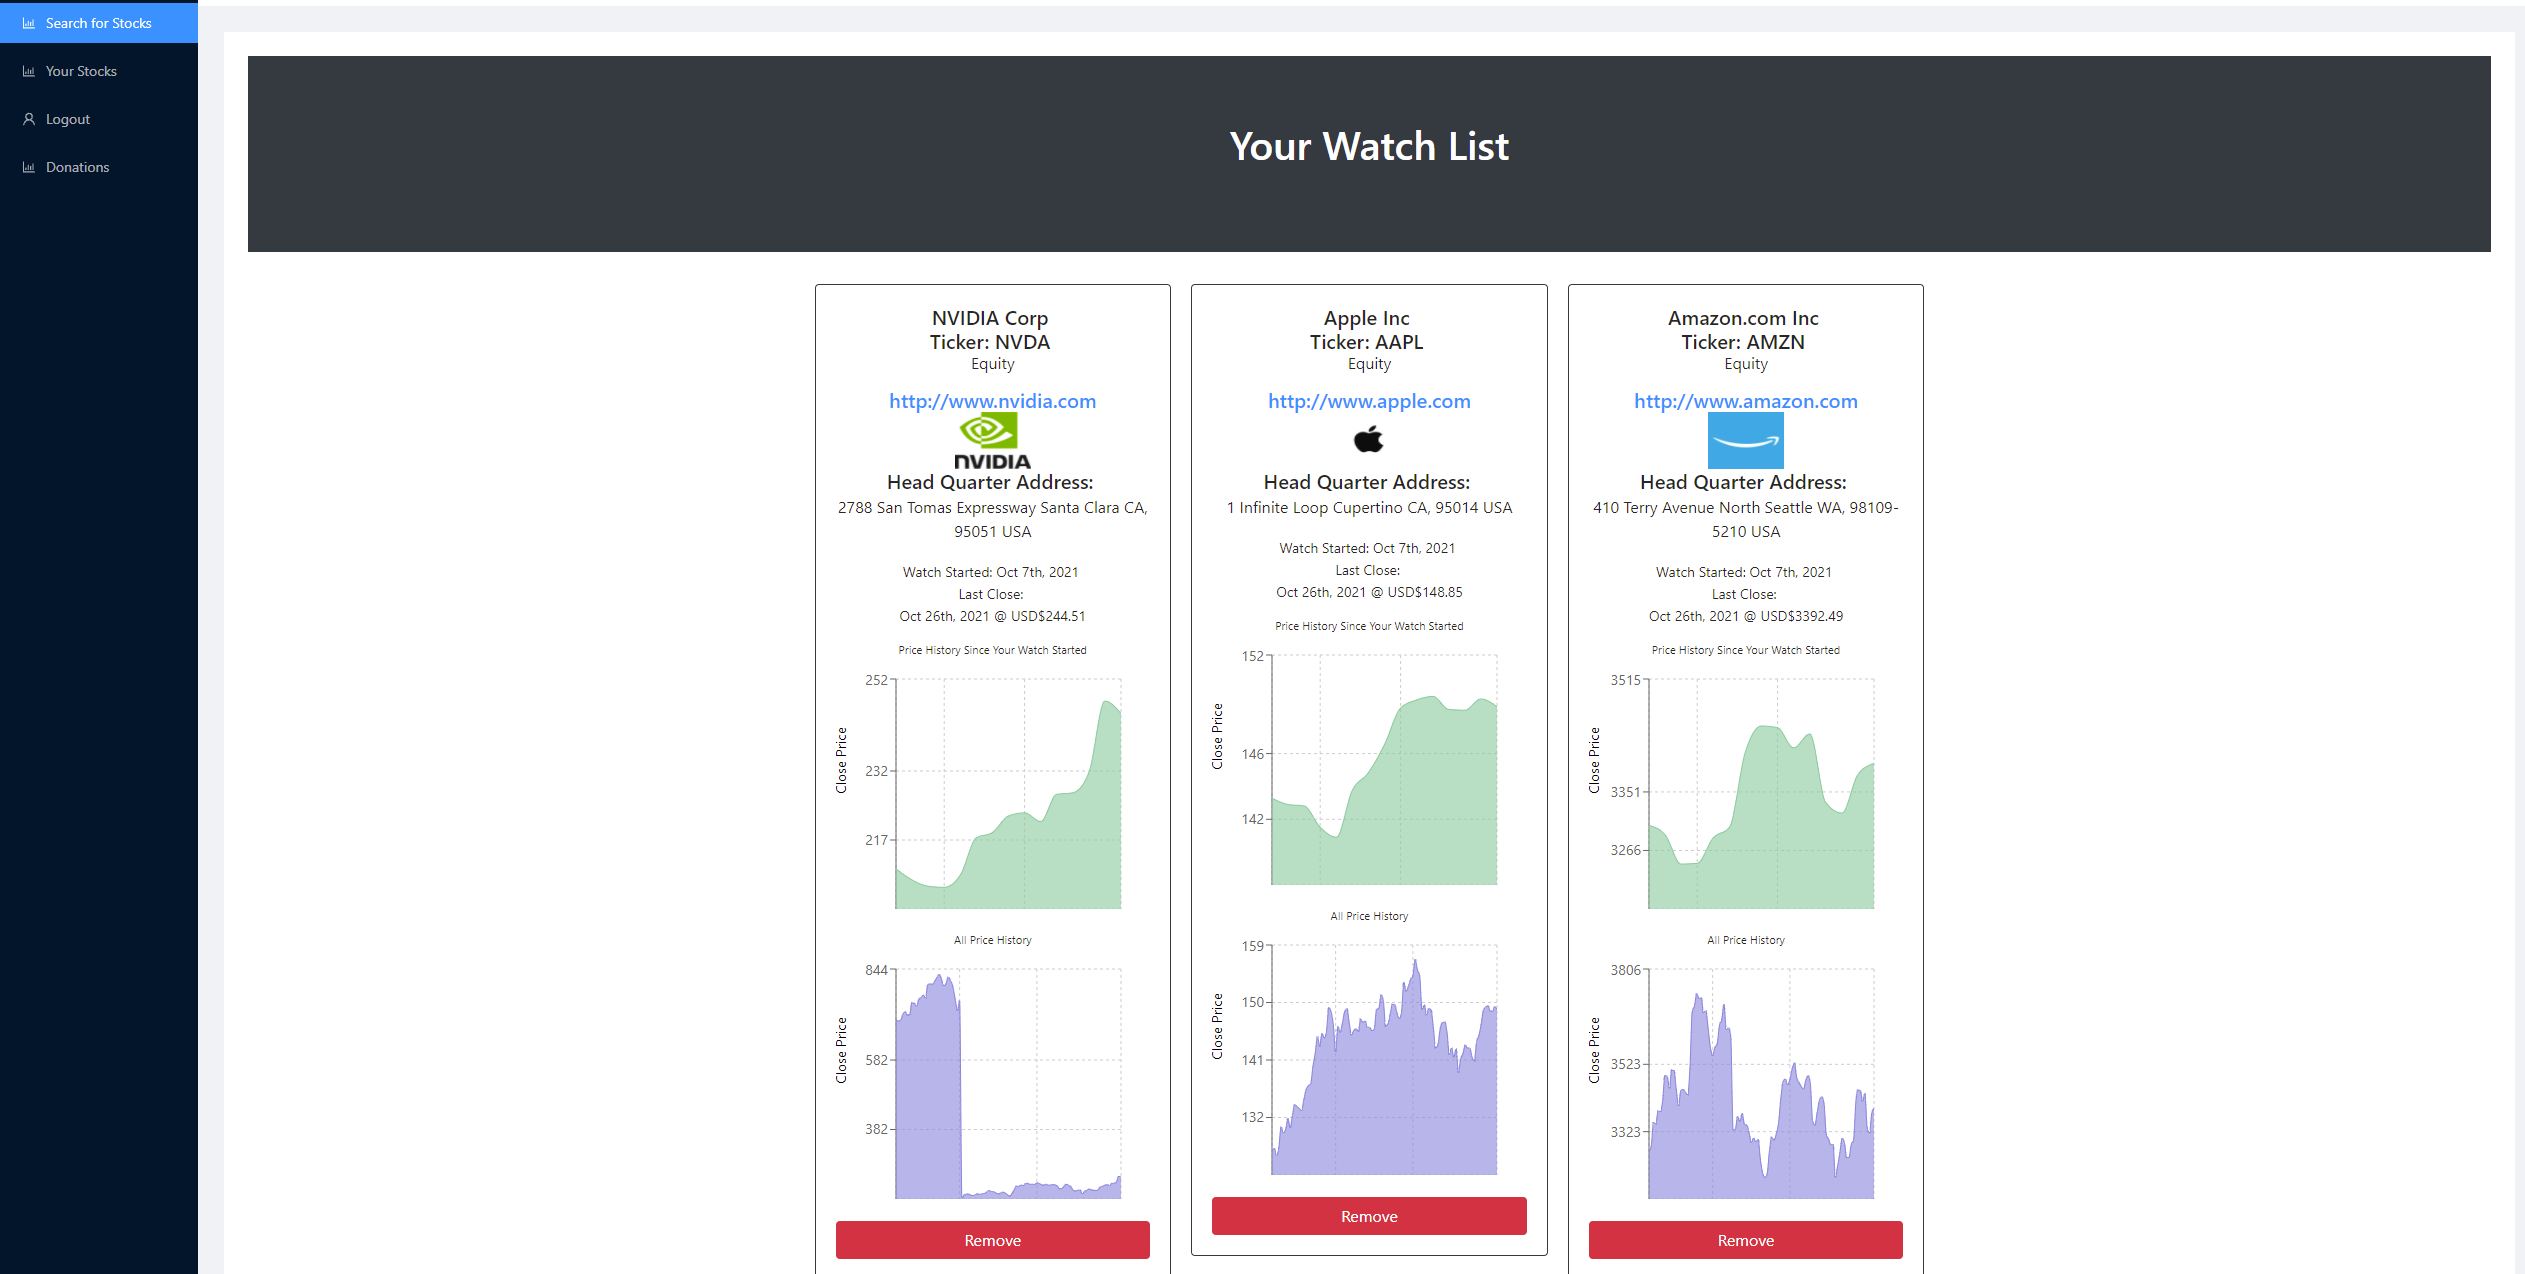 Search for Stocks
Your Stocks
Logout
Donations
Your Watch List
NVIDIA Corp
Ticker: NVDA
Equity
http://www.nvidia.com
NVIDIA
Head Quarter Address:
2788 San Tomas Expressway Santa Clara CA,
95051 USA
Watch Started: Oct 7th, 2021
Last Close:
Oct 26th, 2021 @ USD$244.51
Price History Since Your Watch Started
252
232
217
Close Price
All Price History
844
582
382
Close Price
Remove
Apple Inc
Ticker: AAPL
Equity
http://www.apple.com
Head Quarter Address:
1 Infinite Loop Cupertino CA, 95014 USA
Watch Started: Oct 7th, 2021
Last Close:
Oct 26th, 2021 @ USD$148.85
Price History Since Your Watch Started
152
146
142
Close Price
All Price History
159
150
141
132
Close Price
Remove
Amazon.com Inc
Ticker: AMZN
Equity
http://www.amazon.com
Head Quarter Address:
410 Terry Avenue North Seattle WA, 98109-
5210 USA
Watch Started: Oct 7th, 2021
Last Close:
Oct 26th, 2021 @ USD$3392.49
Price History Since Your Watch Started
3515
3351
3266
Close Price
All Price History
3806
3523
3323
Close Price
Remove